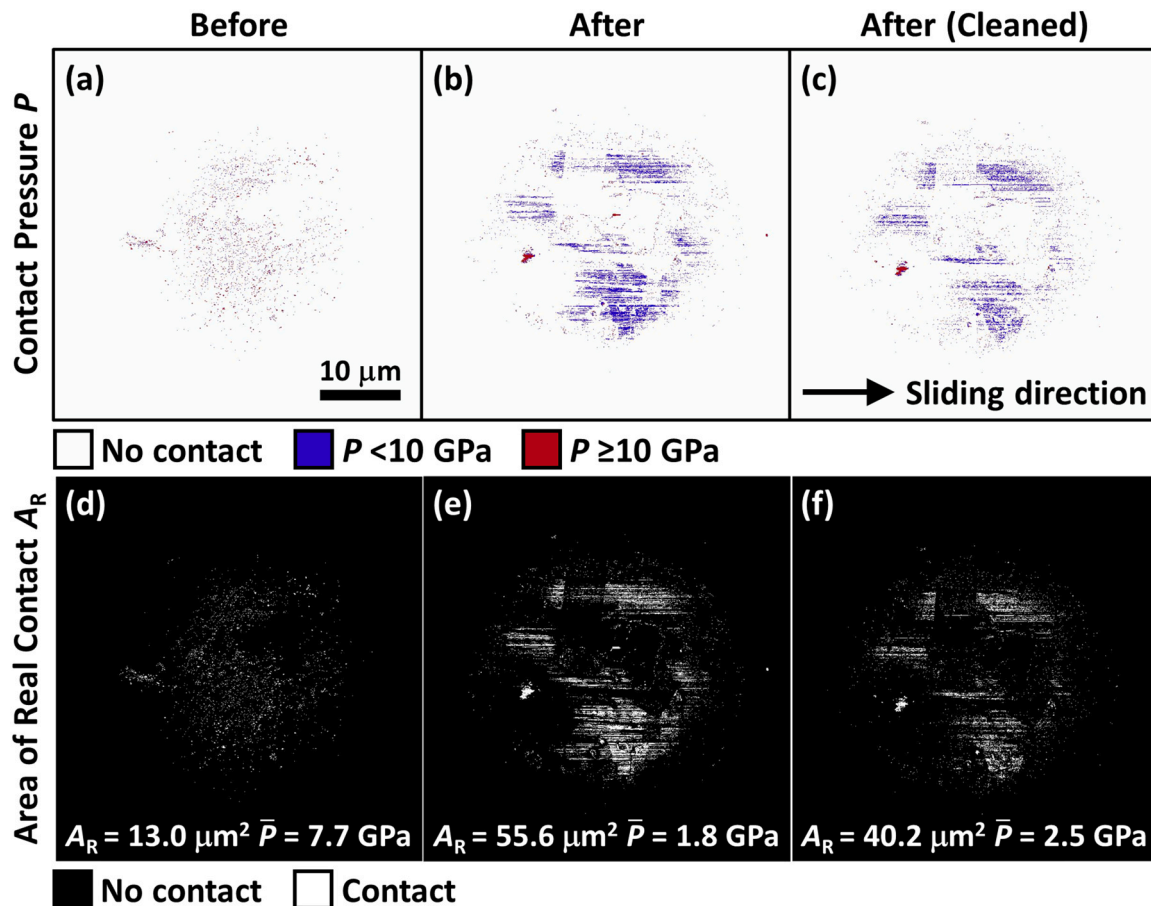 Before After After (Cleaned)
Contact Pressure P
(a) (b) (c)
10 μm
Sliding direction
No contact P <10 GPa P ≥10 GPa
Area of Real Contact A_R
(d) (e) (f)
A_R = 13.0 μm² P̄ = 7.7 GPa A_R = 55.6 μm² P̄ = 1.8 GPa A_R = 40.2 μm² P̄ = 2.5 GPa
No contact Contact